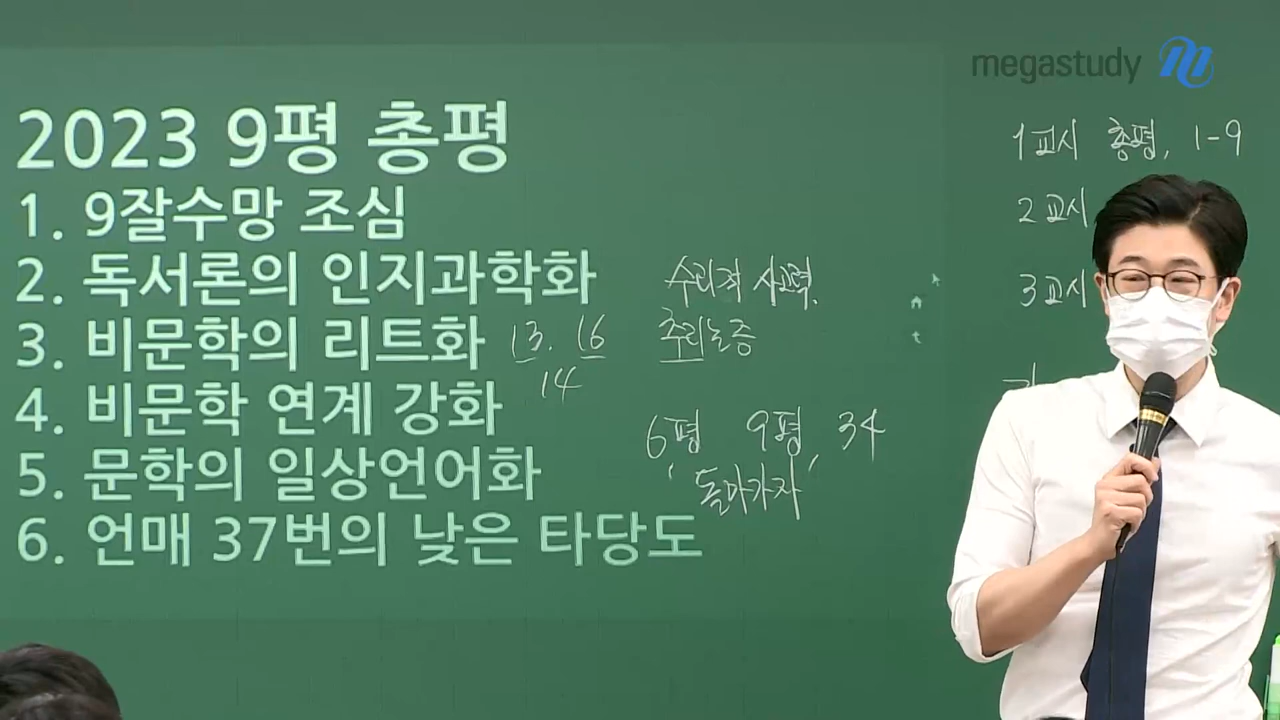 megastudy
2023 9평 총평
1. 9잘수망 조심
2. 독서론의 인지과학화
3. 비문학의 리트화
4. 비문학 연계 강화
5. 문학의 일상언어화
6. 언매 37번의 낮은 타당도
수리적 사고력.
추리논증
13. 16
14
6평, 9평, 34
돌아가자
1교시 총평, 1-9
2교시
3교시